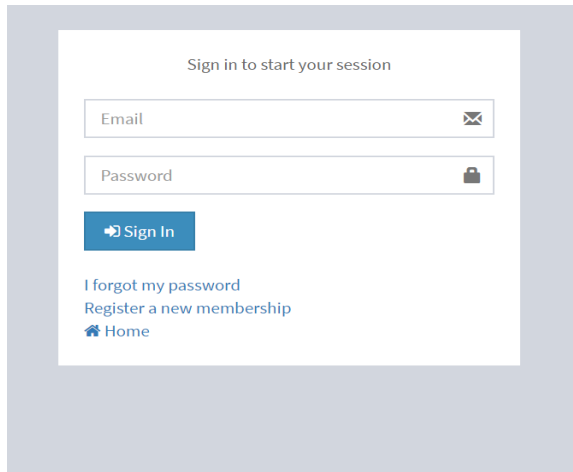 Sign in to start your session
Email
Password
Sign In
I forgot my password
Register a new membership
Home